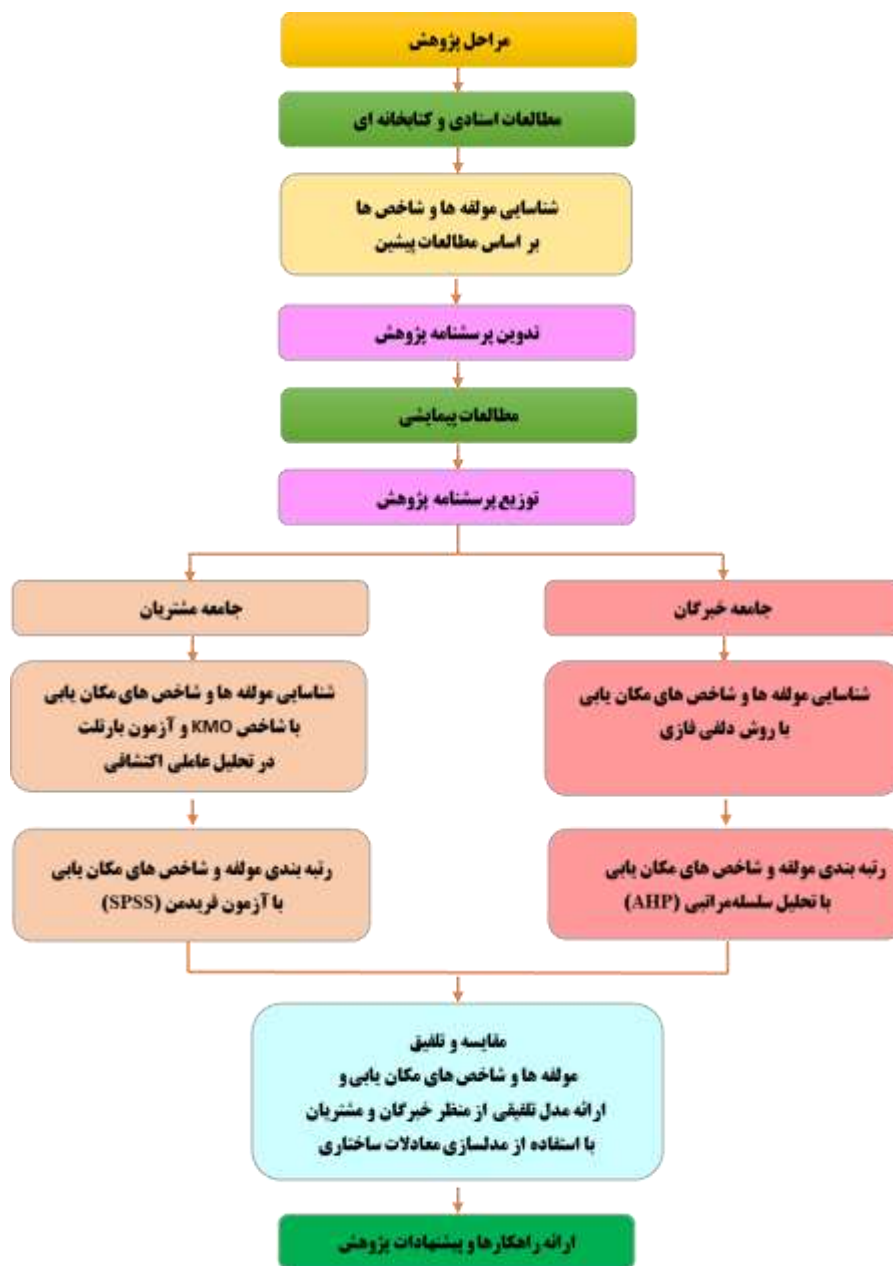 مراحل پژوهش
مطالعات اسنادی و کتابخانه ای
شناسایی مولفه ها و شاخص ها
بر اساس مطالعات پیشین
تدوین پرسشنامه پژوهش
مطالعات پیمایشی
توزیع پرسشنامه پژوهش
جامعه خبرگان
شناسایی مولفه ها و شاخص های مکان یابی
با روش دلفی فازی
رتبه بندی مولفه و شاخص های مکان یابی
با تحلیل سلسله‌مراتبی (AHP)
جامعه مشتریان
شناسایی مولفه ها و شاخص های مکان یابی
با شاخص KMO و آزمون بارتلت
در تحلیل عاملی اکتشافی
رتبه بندی مولفه و شاخص های مکان یابی
با آزمون فریدمن (SPSS)
مقایسه و تلفیق
مولفه ها و شاخص های مکان یابی و
ارائه مدل تلفیقی از منظر خبرگان و مشتریان
با استفاده از مدلسازی معادلات ساختاری
ارائه راهکارها و پیشنهادات پژوهش